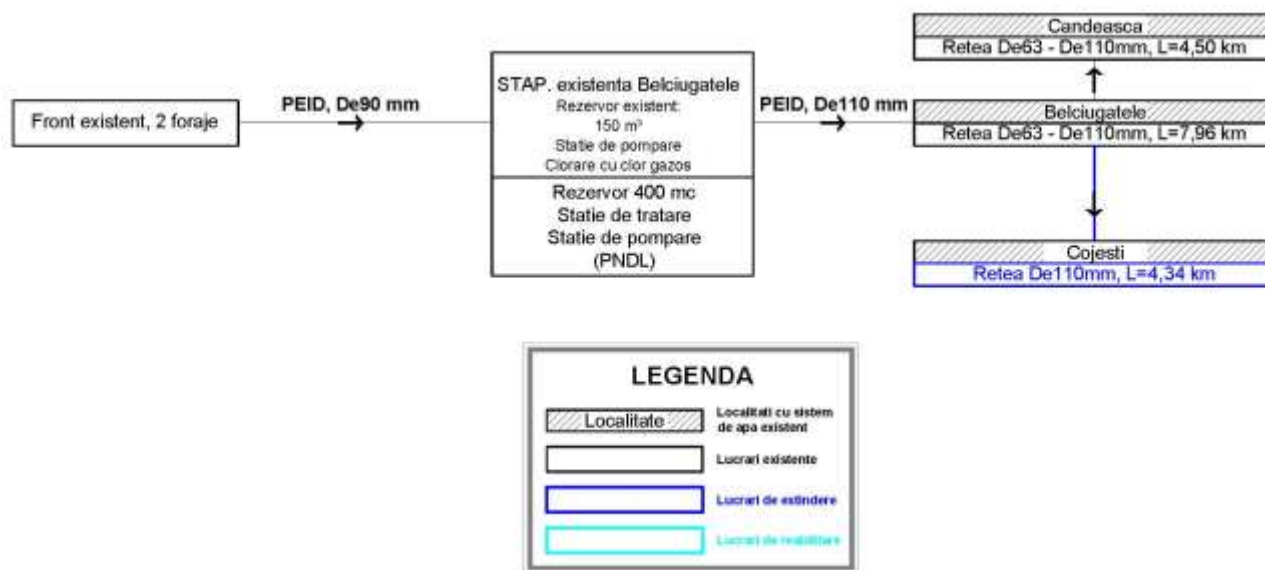 Candeasca
Retea De63 - De110mm, L=4,50 km
Front existent, 2 foraje
PEID, De90 mm
STAP. existenta Belciugatele
Rezervor existent:
150 m³
Statie de pompare
Clorare cu clor gazos
Rezervor 400 mc
Statie de tratare
Statie de pompare
(PNDL)
PEID, De110 mm
Belciugatele
Retea De63 - De110mm, L=7,96 km
Cojesti
Retea De110mm, L=4,34 km
LEGENDA
Localitate
Localitati cu sistem
de apa existent
Lucrari existente
Lucrari de extindere
Lucrari de reabilitare